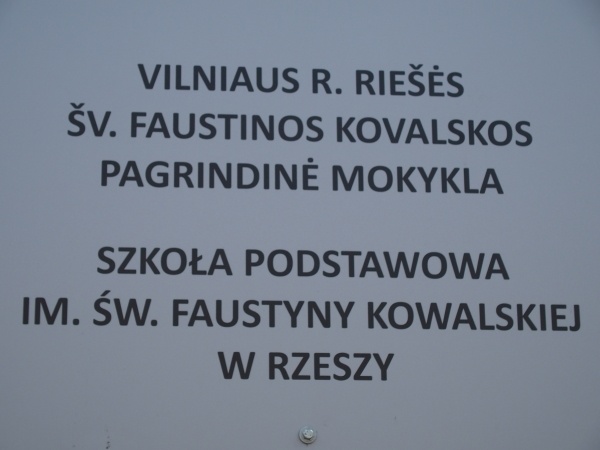 VILNIAUS R. RIEŠĖS
ŠV. FAUSTINOS KOVALSKOS
PAGRINDINĖ MOKYKLA
SZKOŁA PODSTAWOWA
IM. ŚW. FAUSTYNY KOWALSKIEJ
W RZESZY